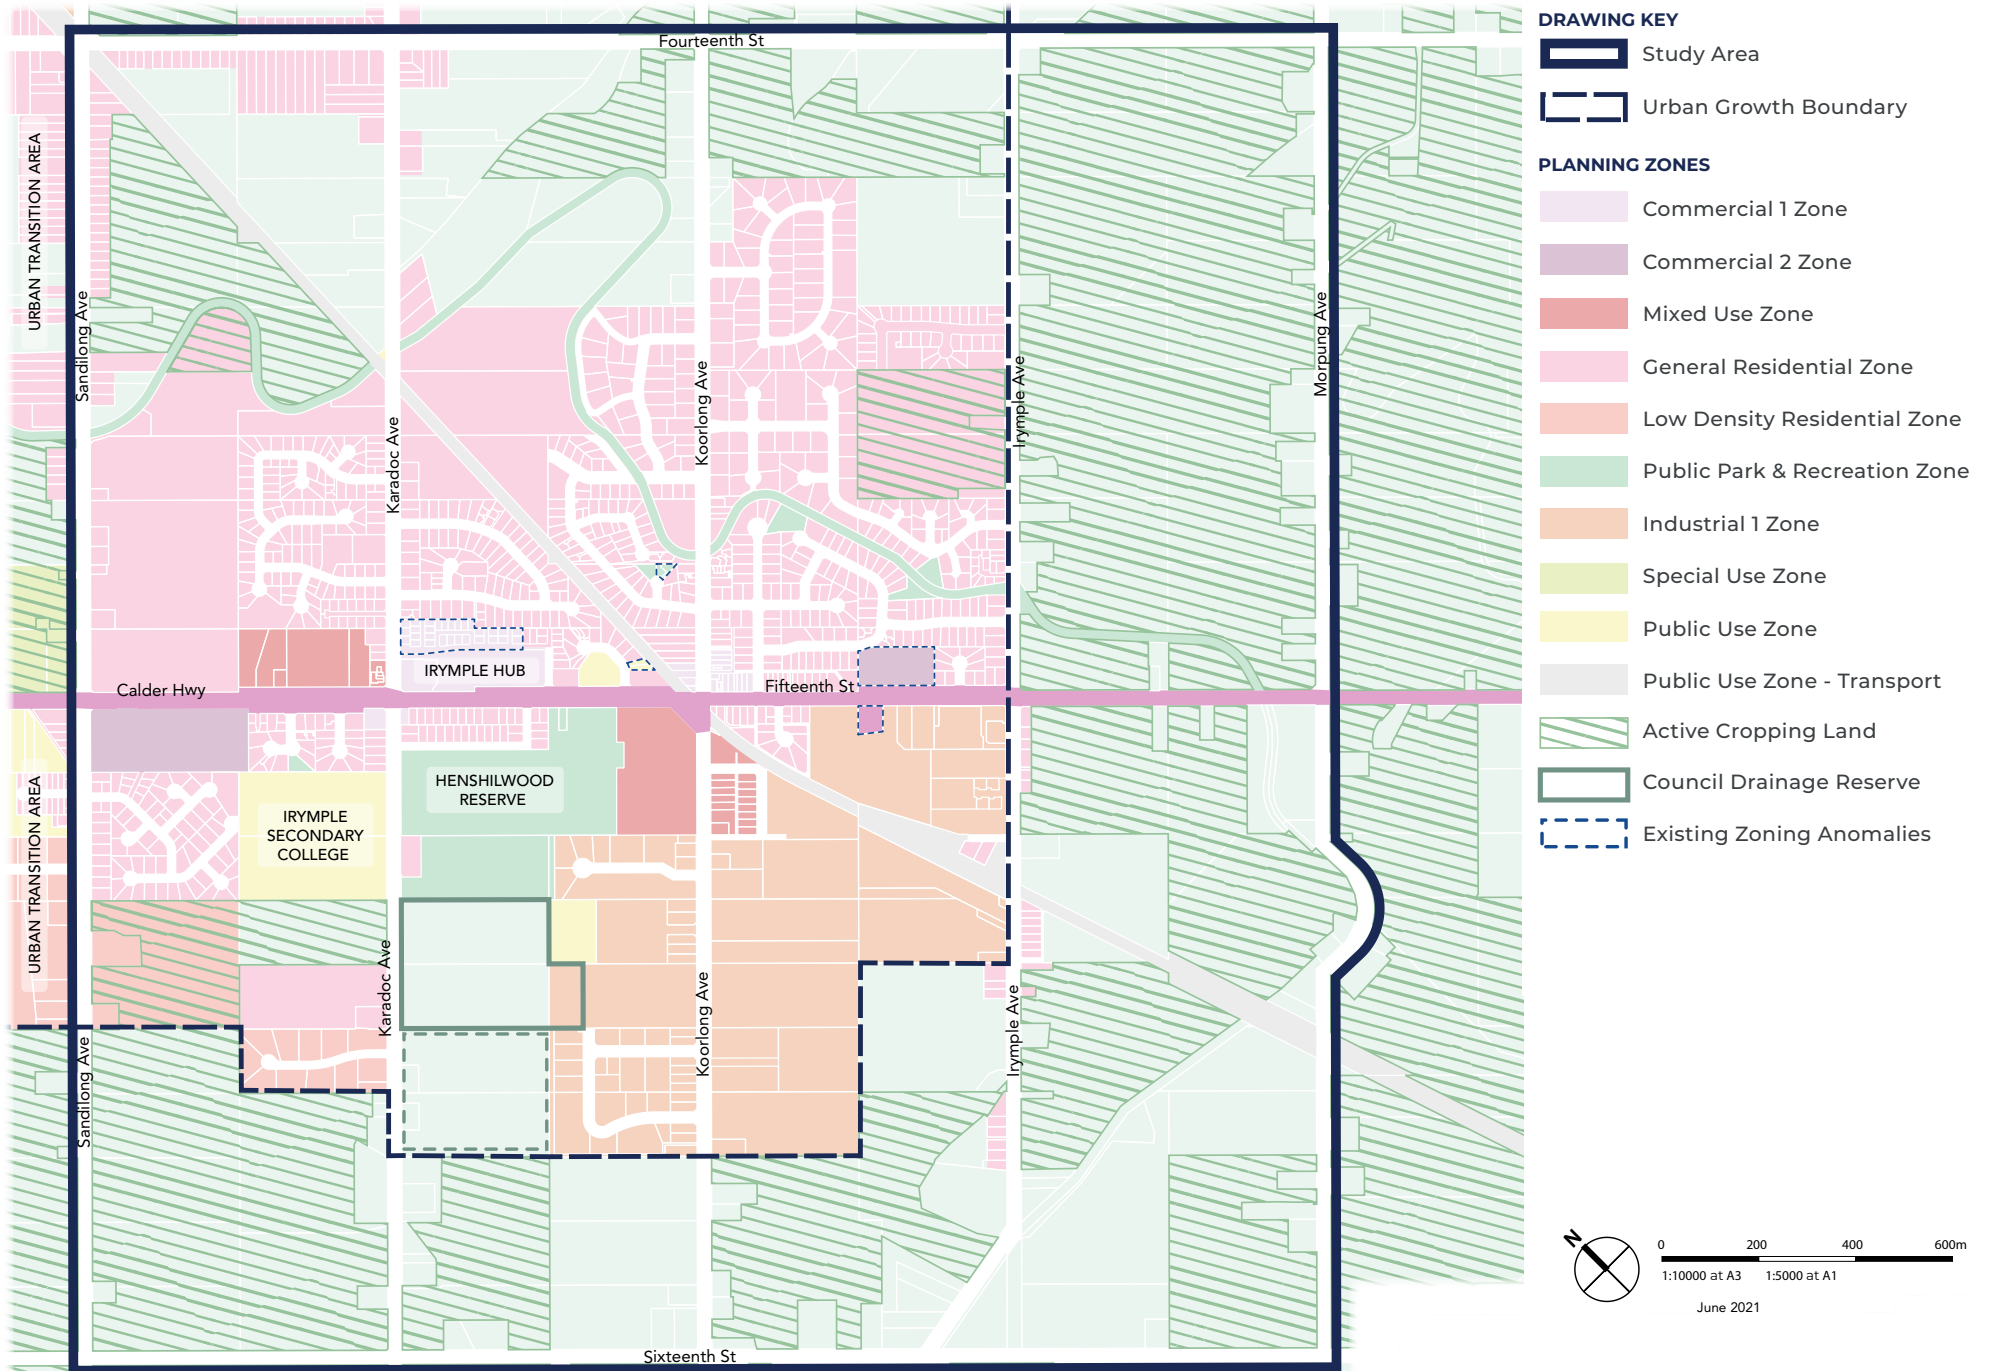 Fourteenth St
URBAN TRANSITION AREA
Sandilong Ave
Karadoc Ave
Koorlong Ave
Irymple Ave
Morpung Ave
IRYMPLE HUB
Calder Hwy
Fifteenth St
HENSHILWOOD
RESERVE
IRYMPLE
SECONDARY
COLLEGE
URBAN TRANSITION AREA
Karadoc Ave
Koorlong Ave
Irymple Ave
Sandilong Ave
Sixteenth St
DRAWING KEY
Study Area
Urban Growth Boundary
PLANNING ZONES
Commercial 1 Zone
Commercial 2 Zone
Mixed Use Zone
General Residential Zone
Low Density Residential Zone
Public Park & Recreation Zone
Industrial 1 Zone
Special Use Zone
Public Use Zone
Public Use Zone - Transport
Active Cropping Land
Council Drainage Reserve
Existing Zoning Anomalies
N
0 200 400 600m
1:10000 at A3 1:5000 at A1
June 2021